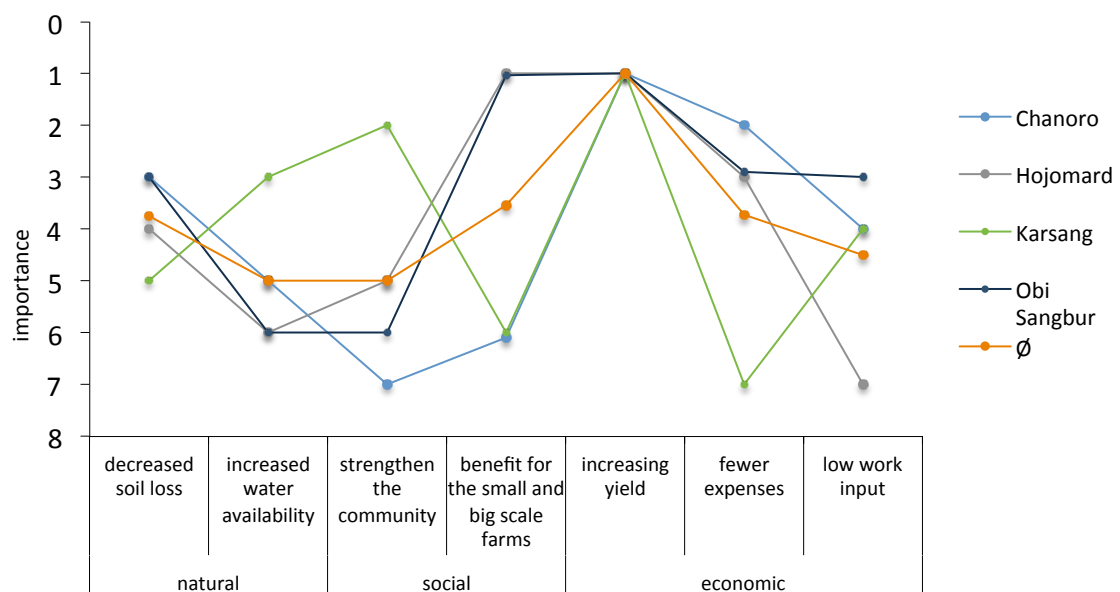 0
1
2
3
4
5
6
7
8
importance
Chanoro
Hojomard
Karsang
Obi
Sangbur
Ø
decreased
soil loss
increased
water
availability
strengthen
the
community
benefit for
the small and
big scale
farms
increasing
yield
fewer
expenses
low work
input
natural
social
economic